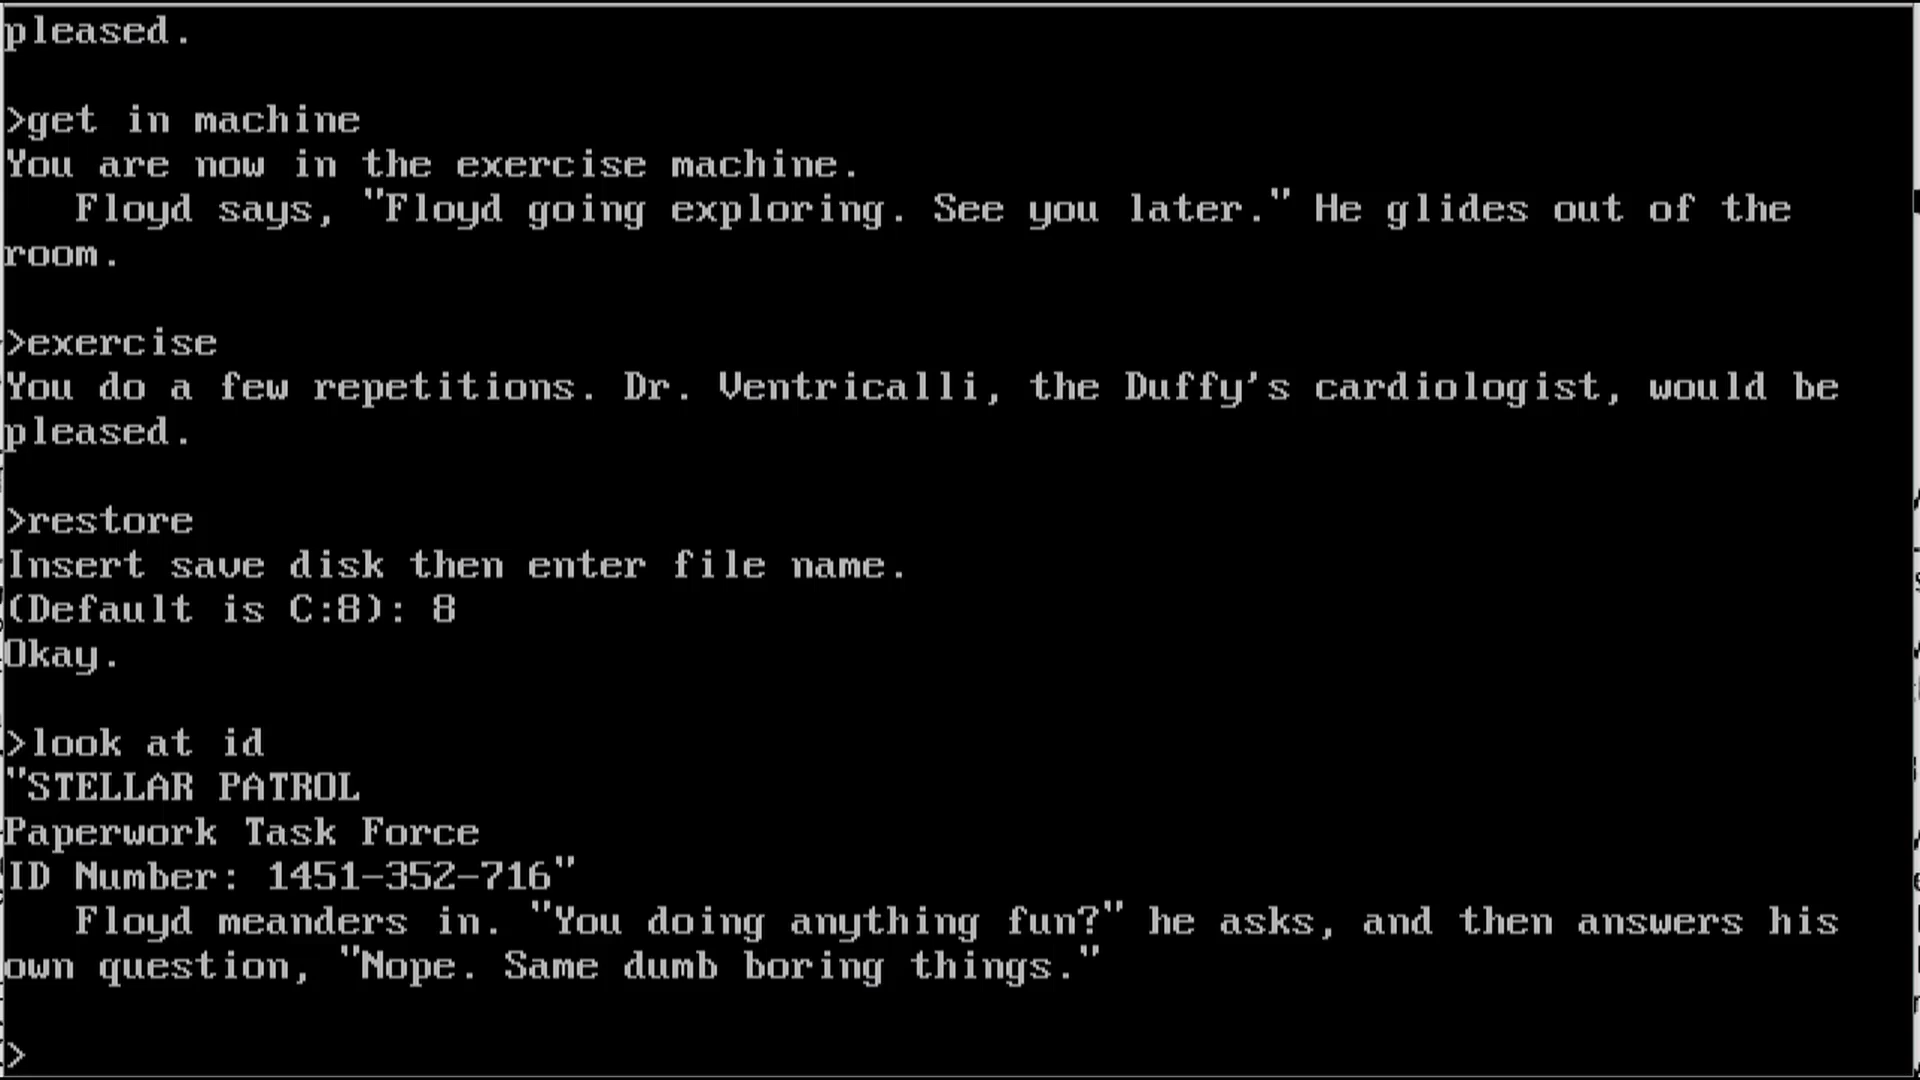 pleased.
>get in machine
You are now in the exercise machine.
Floyd says, "Floyd going exploring. See you later." He glides out of the
room.
>exercise
You do a few repetitions. Dr. Ventricalli, the Duffy's cardiologist, would be
pleased.
>restore
Insert save disk then enter file name.
(Default is C:8): 8
Okay.
>look at id
"STELLAR PATROL
Paperwork Task Force
ID Number: 1451-352-716"
Floyd meanders in. "You doing anything fun?" he asks, and then answers his
own question, "Nope. Same dumb boring things."
>